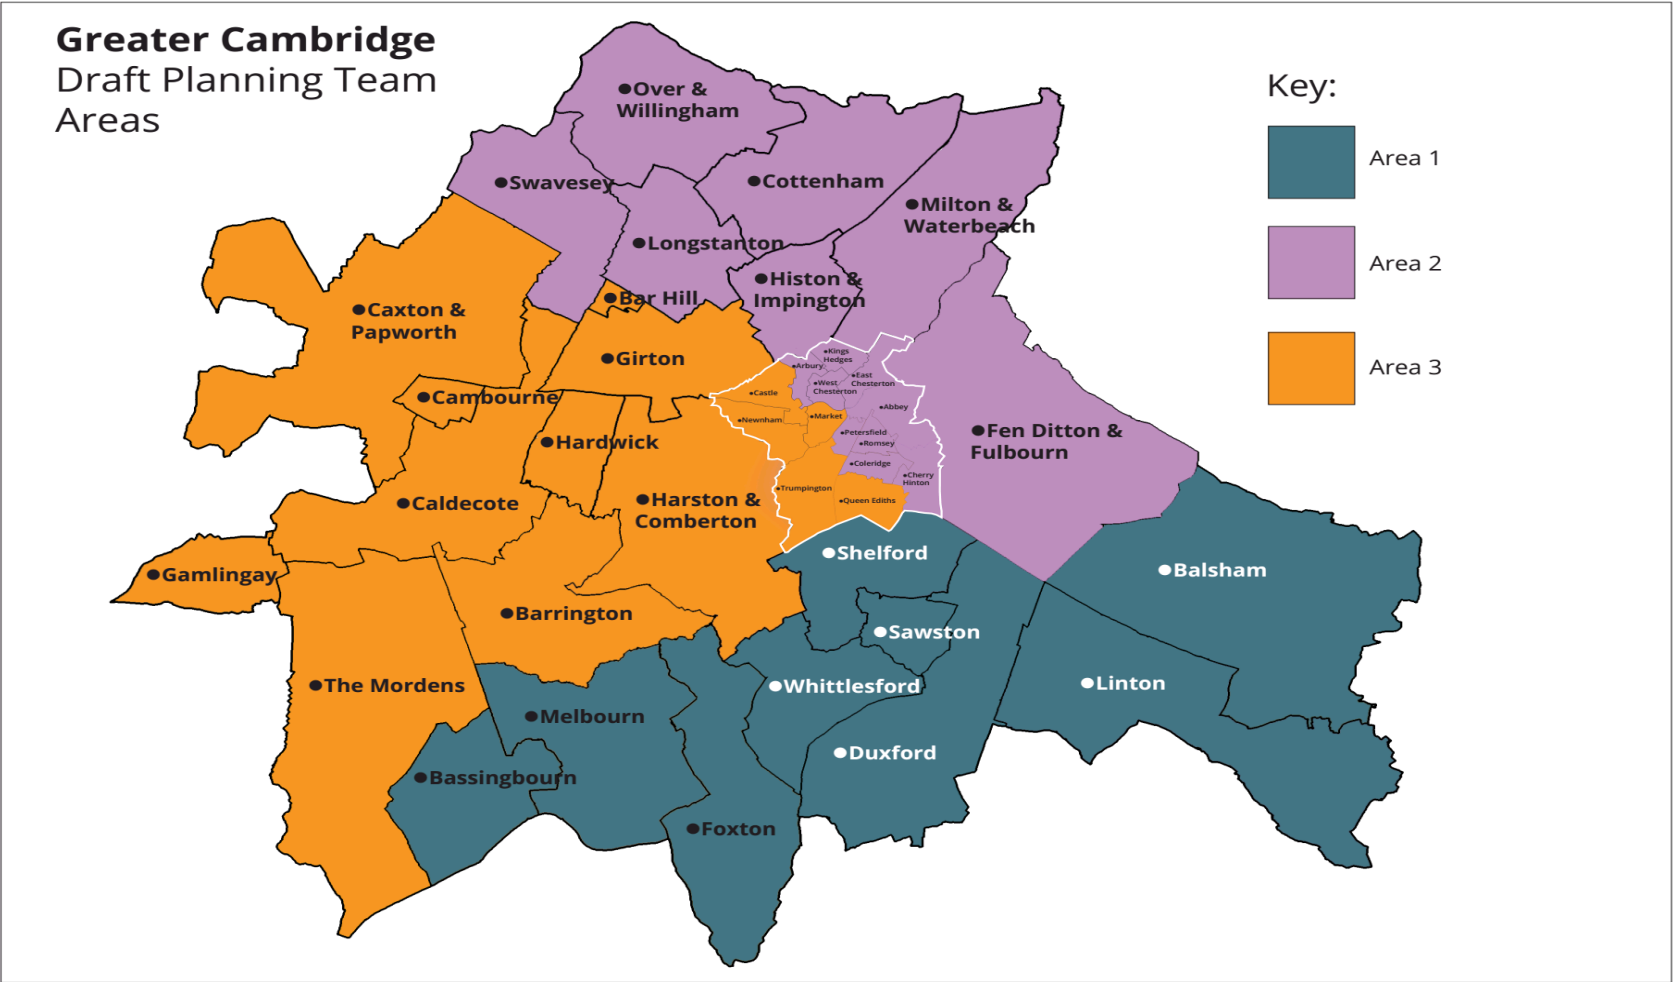 Greater Cambridge
Draft Planning Team
Areas
Key:
Area 1
Area 2
Area 3
Over &
Willingham
Swavesey
Cottenham
Milton &
Waterbeach
Longstanton
Histon &
Impington
Bar Hill
Caxton &
Papworth
Girton
Kings
Hedges
Arbury
West
Chesterton
East
Chesterton
Castle
Abbey
Newnham
Market
Petersfield
Romsey
Coleridge
Cherry
Hinton
Trumpington
Queen Ediths
Cambourne
Hardwick
Fen Ditton &
Fulbourn
Caldecote
Harston &
Comberton
Shelford
Balsham
Gamlingay
Barrington
Sawston
The Mordens
Whittlesford
Linton
Melbourn
Duxford
Bassingbourn
Foxton